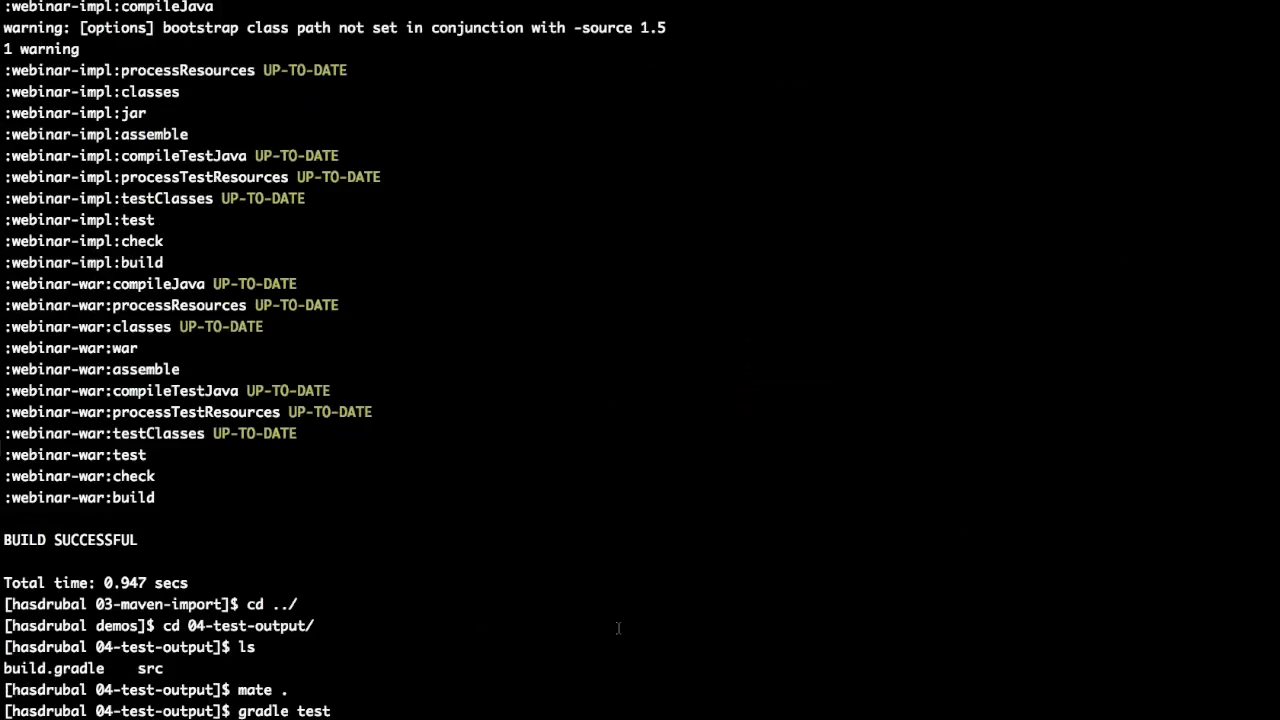 :webinar-impl:compileJava
warning: [options] bootstrap class path not set in conjunction with -source 1.5
1 warning
:webinar-impl:processResources UP-TO-DATE
:webinar-impl:classes
:webinar-impl:jar
:webinar-impl:assemble
:webinar-impl:compileTestJava UP-TO-DATE
:webinar-impl:processTestResources UP-TO-DATE
:webinar-impl:testClasses UP-TO-DATE
:webinar-impl:test
:webinar-impl:check
:webinar-impl:build
:webinar-war:compileJava UP-TO-DATE
:webinar-war:processResources UP-TO-DATE
:webinar-war:classes UP-TO-DATE
:webinar-war:war
:webinar-war:assemble
:webinar-war:compileTestJava UP-TO-DATE
:webinar-war:processTestResources UP-TO-DATE
:webinar-war:testClasses UP-TO-DATE
:webinar-war:test
:webinar-war:check
:webinar-war:build
BUILD SUCCESSFUL
Total time: 0.947 secs
[hasdrubal 03-maven-import]$ cd ../
[hasdrubal demos]$ cd 04-test-output/
[hasdrubal 04-test-output]$ ls
build.gradle    src
[hasdrubal 04-test-output]$ mate .
[hasdrubal 04-test-output]$ gradle test